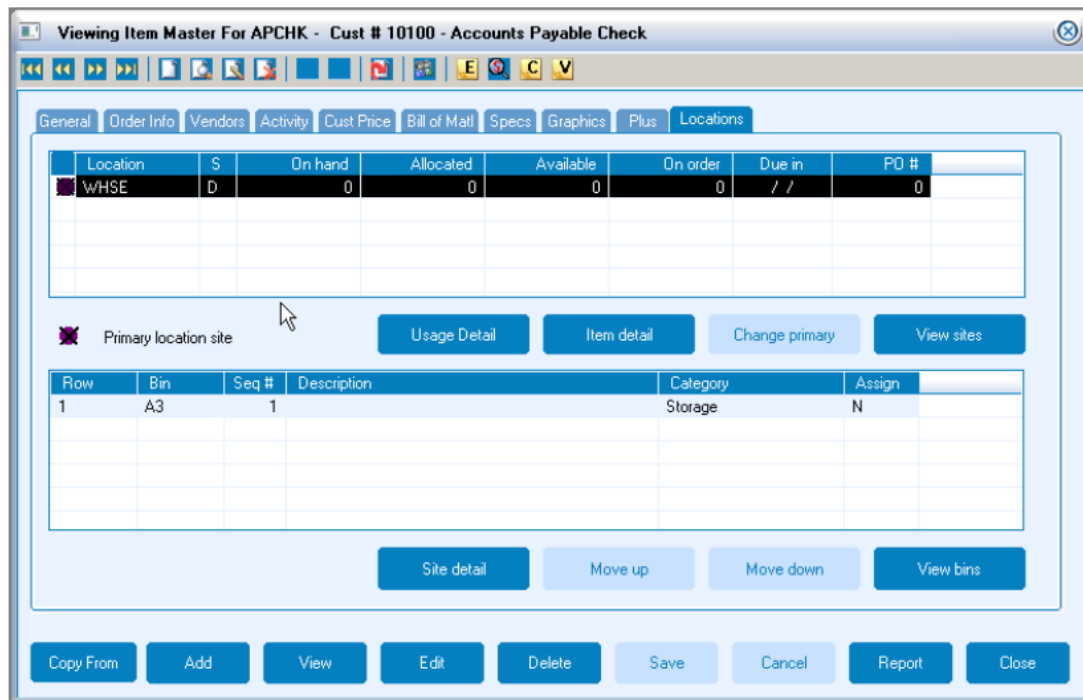 Viewing Item Master For APCHK - Cust # 10100 - Accounts Payable Check
E C V
General Order Info Vendors Activity Cust Price Bill of Matl Specs Graphics Plus Locations
Location S On hand Allocated Available On order Due in PO #
WHSE D 0 0 0 0 / / 0
Primary location site Usage Detail Item detail Change primary View sites
Row Bin Seq # Description Category Assign
1 A3 1 Storage N
Site detail Move up Move down View bins
Copy From Add View Edit Delete Save Cancel Report Close